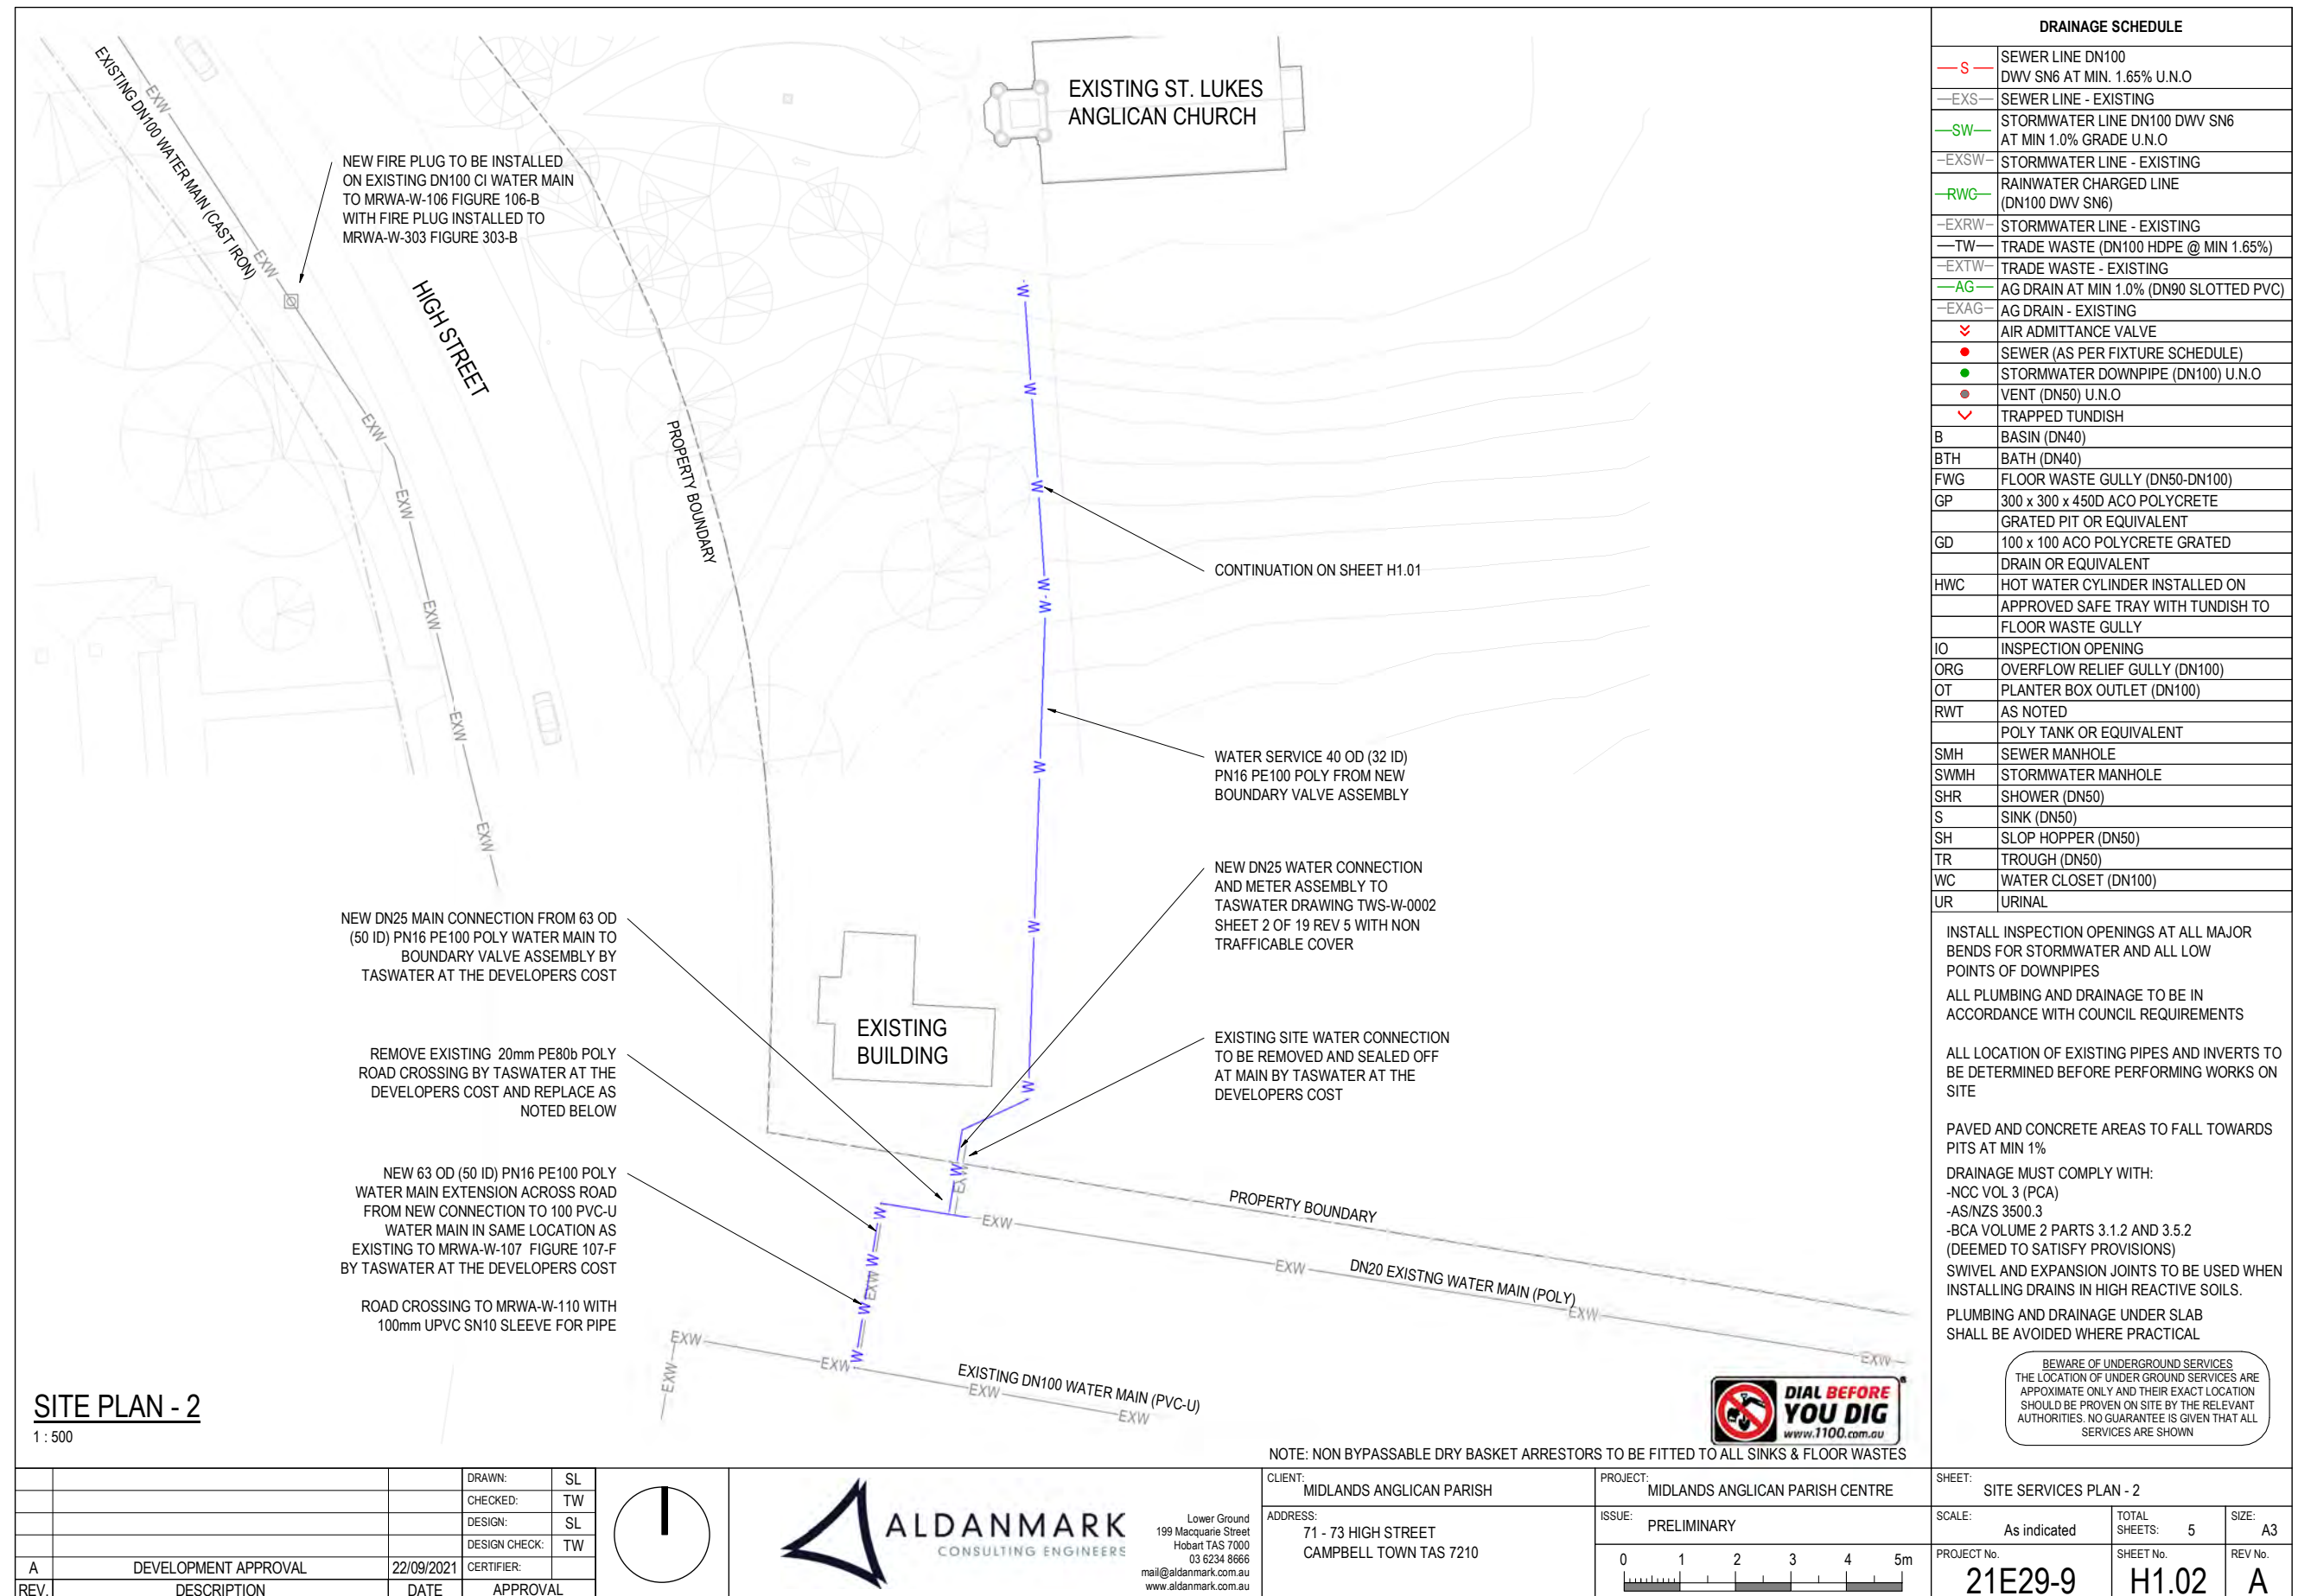 EXISTING DN100 WATER MAIN (CAST IRON)
EXW
EXW
NEW FIRE PLUG TO BE INSTALLED
ON EXISTING DN100 CI WATER MAIN
TO MRWA-W-106 FIGURE 106-B
WITH FIRE PLUG INSTALLED TO
MRWA-W-303 FIGURE 303-B
HIGH STREET
EXISTING ST. LUKES
ANGLICAN CHURCH
EXW
EXW
EXW
EXW
EXW
PROPERTY BOUNDARY
W
W
W
W
W
W
W
W
CONTINUATION ON SHEET H1.01
WATER SERVICE 40 OD (32 ID)
PN16 PE100 POLY FROM NEW
BOUNDARY VALVE ASSEMBLY
NEW DN25 WATER CONNECTION
AND METER ASSEMBLY TO
TASWATER DRAWING TWS-W-0002
SHEET 2 OF 19 REV 5 WITH NON
TRAFFICABLE COVER
NEW DN25 MAIN CONNECTION FROM 63 OD
(50 ID) PN16 PE100 POLY WATER MAIN TO
BOUNDARY VALVE ASSEMBLY BY
TASWATER AT THE DEVELOPERS COST
EXISTING
BUILDING
EXISTING SITE WATER CONNECTION
TO BE REMOVED AND SEALED OFF
AT MAIN BY TASWATER AT THE
DEVELOPERS COST
REMOVE EXISTING 20mm PE80b POLY
ROAD CROSSING BY TASWATER AT THE
DEVELOPERS COST AND REPLACE AS
NOTED BELOW
NEW 63 OD (50 ID) PN16 PE100 POLY
WATER MAIN EXTENSION ACROSS ROAD
FROM NEW CONNECTION TO 100 PVC-U
WATER MAIN IN SAME LOCATION AS
EXISTING TO MRWA-W-107 FIGURE 107-F
BY TASWATER AT THE DEVELOPERS COST
ROAD CROSSING TO MRWA-W-110 WITH
100mm UPVC SN10 SLEEVE FOR PIPE
W
EXW
W
W
EXW
W
W
EXW
PROPERTY BOUNDARY
EXW
DN20 EXISTNG WATER MAIN (POLY)
EXW
EXW
EXW
EXW
EXW
EXISTING DN100 WATER MAIN (PVC-U)
EXW
EXW
SITE PLAN - 2
1 : 500
DIAL BEFORE
YOU DIG
www.1100.com.au
NOTE: NON BYPASSABLE DRY BASKET ARRESTORS TO BE FITTED TO ALL SINKS & FLOOR WASTES
DRAINAGE SCHEDULE
S SEWER LINE DN100
DWV SN6 AT MIN. 1.65% U.N.O
EXS SEWER LINE - EXISTING
SW STORMWATER LINE DN100 DWV SN6
AT MIN 1.0% GRADE U.N.O
EXSW STORMWATER LINE - EXISTING
RWC RAINWATER CHARGED LINE
(DN100 DWV SN6)
EXRW STORMWATER LINE - EXISTING
TW TRADE WASTE (DN100 HDPE @ MIN 1.65%)
EXTW TRADE WASTE - EXISTING
AG AG DRAIN AT MIN 1.0% (DN90 SLOTTED PVC)
EXAG AG DRAIN - EXISTING
AIR ADMITTANCE VALVE
SEWER (AS PER FIXTURE SCHEDULE)
STORMWATER DOWNPIPE (DN100) U.N.O
VENT (DN50) U.N.O
TRAPPED TUNDISH
B BASIN (DN40)
BTH BATH (DN40)
FWG FLOOR WASTE GULLY (DN50-DN100)
GP 300 x 300 x 450D ACO POLYCRETE
GRATED PIT OR EQUIVALENT
GD 100 x 100 ACO POLYCRETE GRATED
DRAIN OR EQUIVALENT
HWC HOT WATER CYLINDER INSTALLED ON
APPROVED SAFE TRAY WITH TUNDISH TO
FLOOR WASTE GULLY
IO INSPECTION OPENING
ORG OVERFLOW RELIEF GULLY (DN100)
OT PLANTER BOX OUTLET (DN100)
RWT AS NOTED
POLY TANK OR EQUIVALENT
SMH SEWER MANHOLE
SWMH STORMWATER MANHOLE
SHR SHOWER (DN50)
S SINK (DN50)
SH SLOP HOPPER (DN50)
TR TROUGH (DN50)
WC WATER CLOSET (DN100)
UR URINAL
INSTALL INSPECTION OPENINGS AT ALL MAJOR
BENDS FOR STORMWATER AND ALL LOW
POINTS OF DOWNPIPES
ALL PLUMBING AND DRAINAGE TO BE IN
ACCORDANCE WITH COUNCIL REQUIREMENTS
ALL LOCATION OF EXISTING PIPES AND INVERTS TO
BE DETERMINED BEFORE PERFORMING WORKS ON
SITE
PAVED AND CONCRETE AREAS TO FALL TOWARDS
PITS AT MIN 1%
DRAINAGE MUST COMPLY WITH:
-NCC VOL 3 (PCA)
-AS/NZS 3500.3
-BCA VOLUME 2 PARTS 3.1.2 AND 3.5.2
(DEEMED TO SATISFY PROVISIONS)
SWIVEL AND EXPANSION JOINTS TO BE USED WHEN
INSTALLING DRAINS IN HIGH REACTIVE SOILS.
PLUMBING AND DRAINAGE UNDER SLAB
SHALL BE AVOIDED WHERE PRACTICAL
BEWARE OF UNDERGROUND SERVICES
THE LOCATION OF UNDER GROUND SERVICES ARE
APPOXIMATE ONLY AND THEIR EXACT LOCATION
SHOULD BE PROVEN ON SITE BY THE RELEVANT
AUTHORITIES. NO GUARANTEE IS GIVEN THAT ALL
SERVICES ARE SHOWN
DRAWN: SL
CHECKED: TW
DESIGN: SL
DESIGN CHECK: TW
A DEVELOPMENT APPROVAL 22/09/2021 CERTIFIER:
REV. DESCRIPTION DATE APPROVAL
ALDANMARK
CONSULTING ENGINEERS
Lower Ground
199 Macquarie Street
Hobart TAS 7000
03 6234 8666
mail@aldanmark.com.au
www.aldanmark.com.au
CLIENT:
MIDLANDS ANGLICAN PARISH
ADDRESS:
71 - 73 HIGH STREET
CAMPBELL TOWN TAS 7210
PROJECT:
MIDLANDS ANGLICAN PARISH CENTRE
ISSUE:
PRELIMINARY
0 1 2 3 4 5m
SHEET:
SITE SERVICES PLAN - 2
SCALE:
As indicated
TOTAL
SHEETS: 5
SIZE:
A3
PROJECT No.
21E29-9
SHEET No.
H1.02
REV No.
A